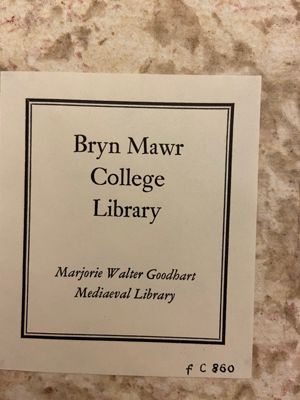 Bryn Mawr
College
Library
Marjorie Walter Goodhart
Mediaeval Library
f C 860